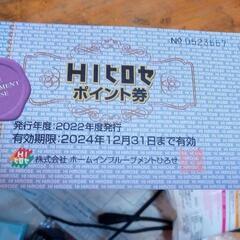 №0523557
HIヒロセ
ポイント券
発行年度:2022年度発行
有効期限:2024年12月31日まで有効
株式会社 ホームインプルーブメントひろせ